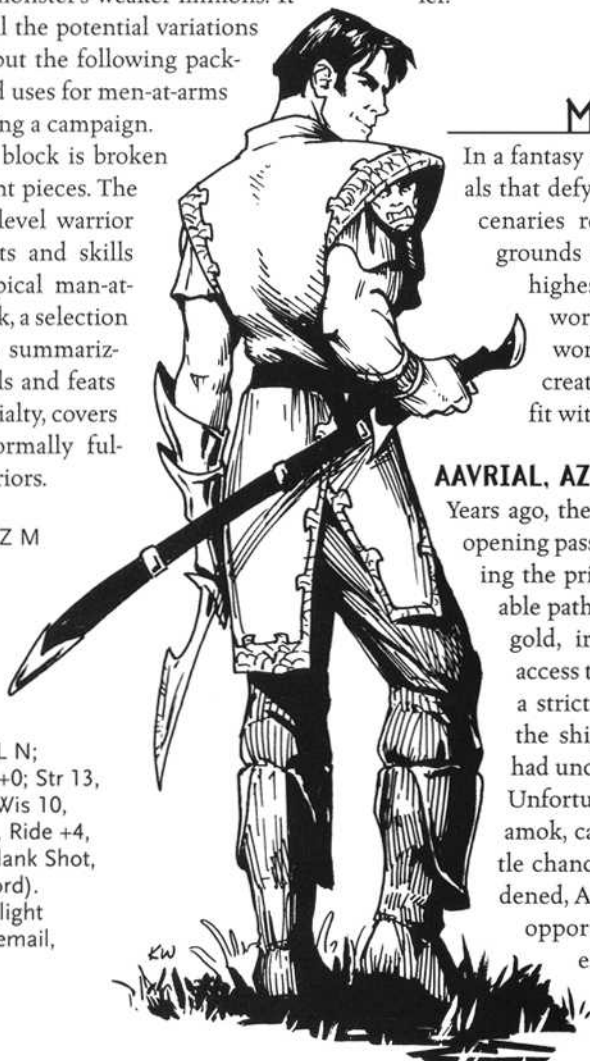 monster's weaker minions. It
l the potential variations
out the following pack-
d uses for men-at-arms
ng a campaign.
block is broken
nt pieces. The
level warrior
ts and skills
pical man-at-
k, a selection
summariz-
ls and feats
ialty, covers
ormally ful-
riors.
Z M
L N;
+0; Str 13,
Wis 10,
, Ride +4,
lank Shot,
ord).
light
email,
KW
ler.
M
In a fantasy
als that defy
cenaries re
grounds
highes
wor
wor
creat
fit wit
AAVRIAL, AZ
Years ago, the
opening pass
ing the pri
able path
gold, ir
access t
a strict
the shi
had und
Unfortu
amok, ca
tle chanc
dened, A
opport
e